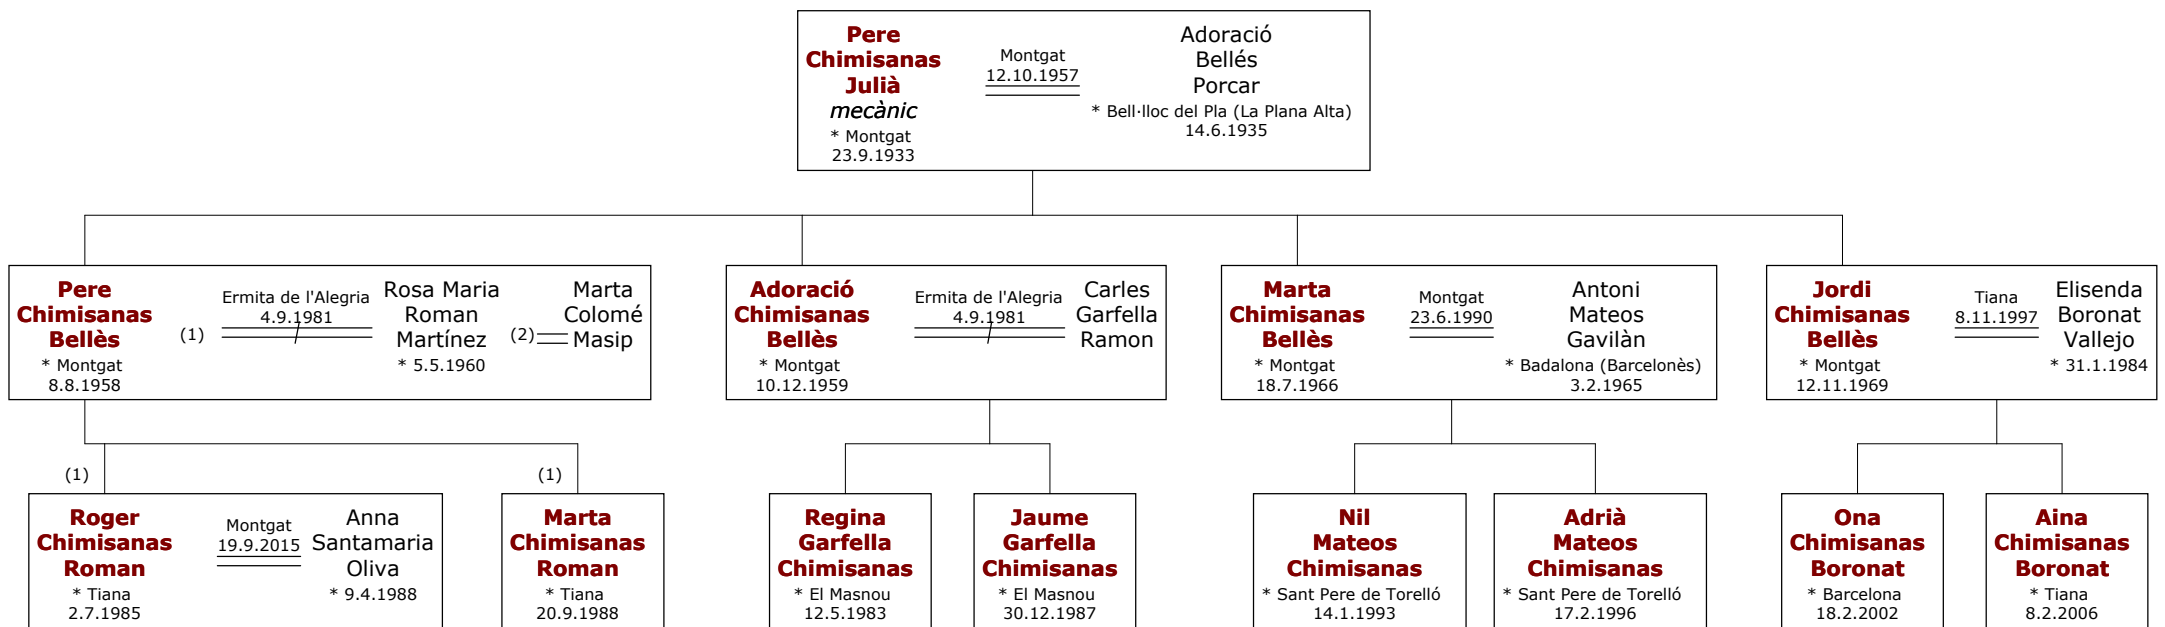 Pere
Chimisanas
Julià
mecànic
* Montgat
23.9.1933
Montgat
12.10.1957
Adoració
Bellés
Porcar
* Bell·lloc del Pla (La Plana Alta)
14.6.1935
Pere
Chimisanas
Bellès
* Montgat
8.8.1958
(1)
Ermita de l'Alegria
4.9.1981
Rosa Maria
Roman
Martínez
* 5.5.1960
(2)
Marta
Colomé
Masip
Adoració
Chimisanas
Bellès
* Montgat
10.12.1959
Ermita de l'Alegria
4.9.1981
Carles
Garfella
Ramon
Marta
Chimisanas
Bellès
* Montgat
18.7.1966
Montgat
23.6.1990
Antoni
Mateos
Gavilàn
* Badalona (Barcelonès)
3.2.1965
Jordi
Chimisanas
Bellès
* Montgat
12.11.1969
Tiana
8.11.1997
Elisenda
Boronat
Vallejo
* 31.1.1984
(1)
Roger
Chimisanas
Roman
* Tiana
2.7.1985
Montgat
19.9.2015
Anna
Santamaria
Oliva
* 9.4.1988
(1)
Marta
Chimisanas
Roman
* Tiana
20.9.1988
Regina
Garfella
Chimisanas
* El Masnou
12.5.1983
Jaume
Garfella
Chimisanas
* El Masnou
30.12.1987
Nil
Mateos
Chimisanas
* Sant Pere de Torelló
14.1.1993
Adrià
Mateos
Chimisanas
* Sant Pere de Torelló
17.2.1996
Ona
Chimisanas
Boronat
* Barcelona
18.2.2002
Aina
Chimisanas
Boronat
* Tiana
8.2.2006